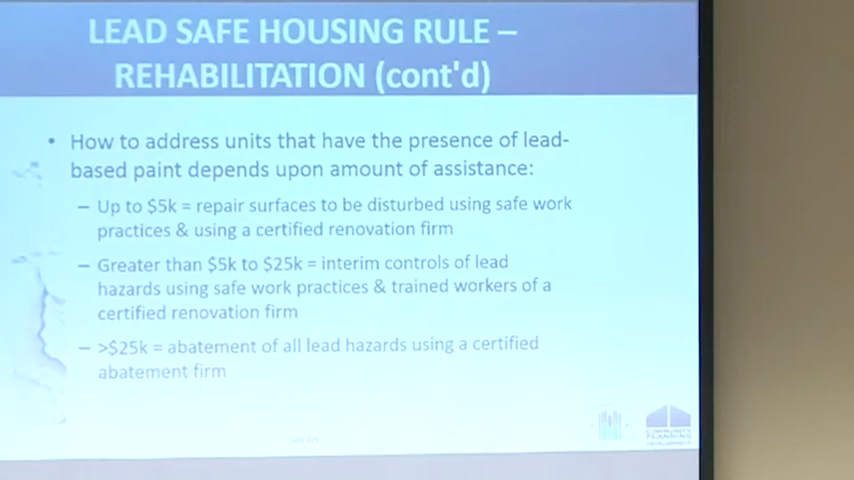 LEAD SAFE HOUSING RULE –
REHABILITATION (cont'd)
• How to address units that have the presence of lead-
based paint depends upon amount of assistance:
– Up to $5k = repair surfaces to be disturbed using safe work
practices & using a certified renovation firm
– Greater than $5k to $25k = interim controls of lead
hazards using safe work practices & trained workers of a
certified renovation firm
– >$25k = abatement of all lead hazards using a certified
abatement firm
COMMUNITY
PLANNING
DEVELOPMENT